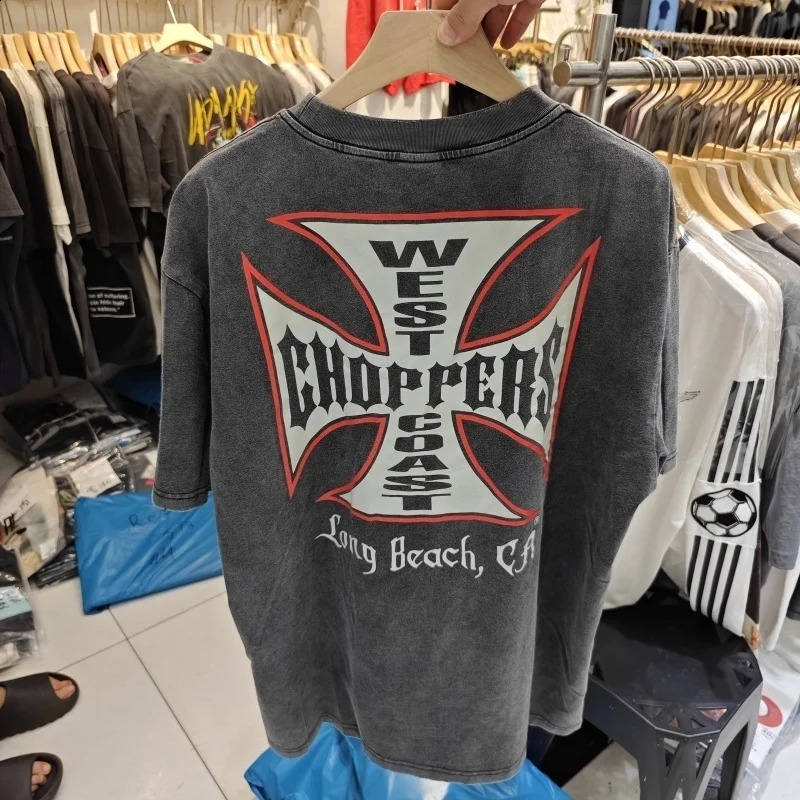 WEST
CHOPPERS
COAST
Long Beach, CA